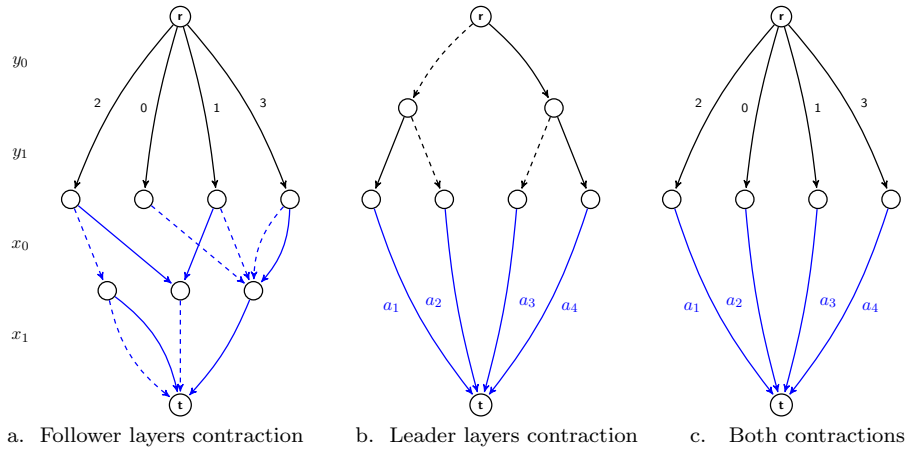 r r r
y₀
2 0 1 3 2 0 1 3
y₁
x₀
a₁ a₂ a₃ a₄ a₁ a₂ a₃ a₄
x₁
t t t
a. Follower layers contraction b. Leader layers contraction c. Both contractions